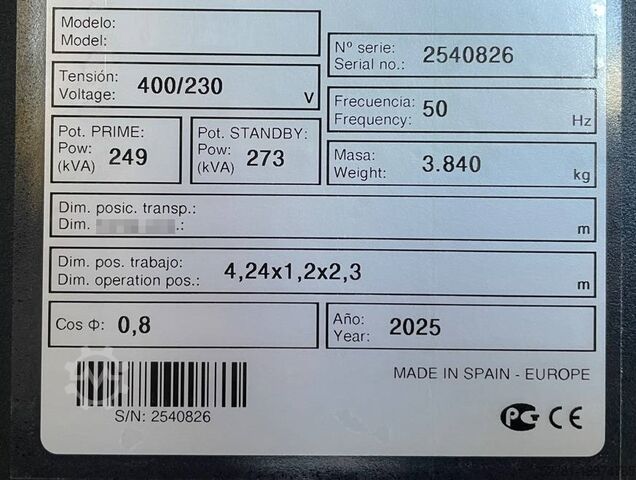 Modelo:
Model:
Nº serie:
Serial no.: 2540826
Tensión:
Voltage: 400/230 V
Frecuencia:
Frequency: 50 Hz
Pot. PRIME:
Pow:
(kVA) 249
Pot. STANDBY:
Pow:
(kVA) 273
Masa:
Weight: 3.840 kg
Dim. posic. transp.:
Dim. .: m
Dim. pos. trabajo:
Dim. operation pos.: 4,24x1,2x2,3 m
Cos Φ: 0,8
Año:
Year: 2025
S/N: 2540826
MADE IN SPAIN - EUROPE
PG CE